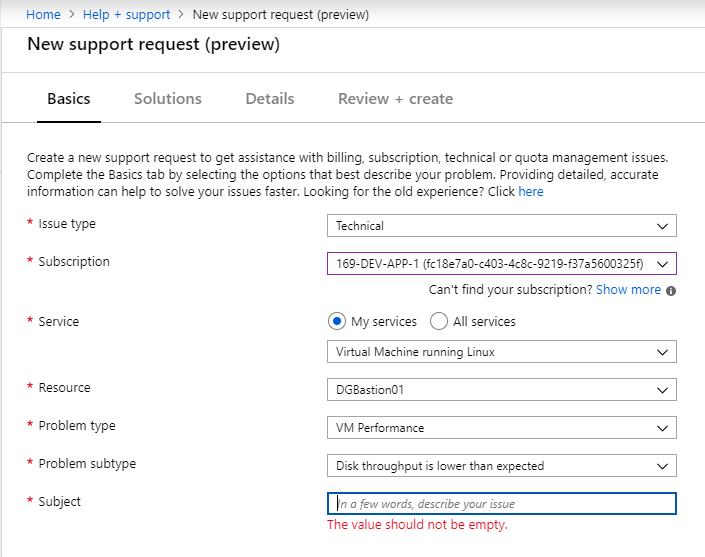 Home > Help + support > New support request (preview)
New support request (preview)
Basics Solutions Details Review + create
Create a new support request to get assistance with billing, subscription, technical or quota management issues.
Complete the Basics tab by selecting the options that best describe your problem. Providing detailed, accurate
information can help to solve your issues faster. Looking for the old experience? Click here
* Issue type Technical
* Subscription 169-DEV-APP-1 (fc18e7a0-c403-4c8c-9219-f37a5600325f)
Can't find your subscription? Show more
* Service My services All services
Virtual Machine running Linux
* Resource DGBastion01
* Problem type VM Performance
* Problem subtype Disk throughput is lower than expected
* Subject In a few words, describe your issue
The value should not be empty.